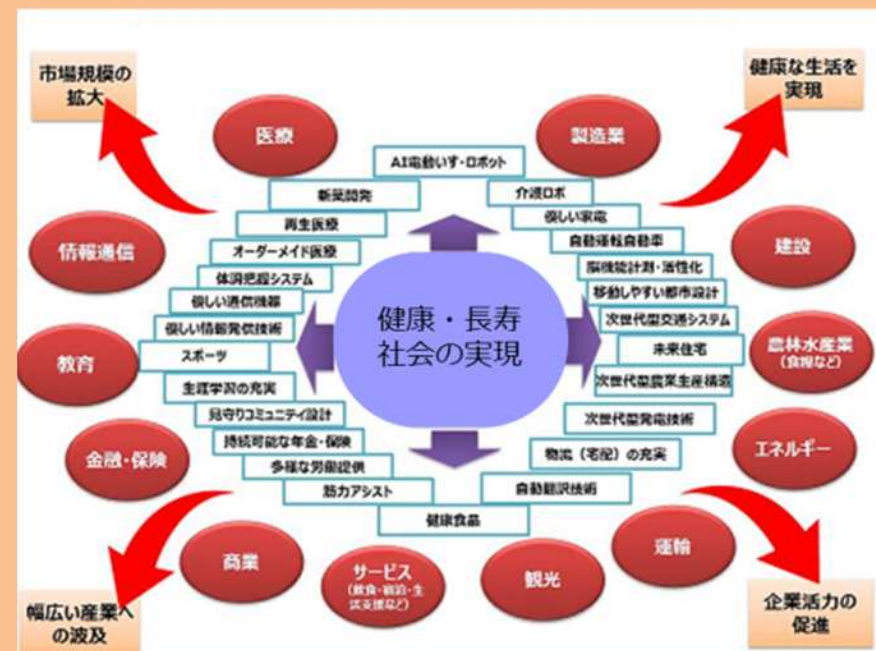 市場規模の
拡大
健康な生活を
実現
医療
製造業
AI電動いす・ロボット
新薬開発
介護ロボ
再生医療
優しい家電
オーダーメイド医療
自動運転自動車
情報通信
建設
体調把握システム
脳機能計測・活性化
優しい通信機器
移動しやすい都市設計
優しい情報発信技術
次世代型交通システム
健康・長寿
社会の実現
スポーツ
未来住宅
教育
農林水産業
(食糧など)
生涯学習の充実
次世代型農業生産構造
見守りコミュニティ設計
次世代型発電技術
持続可能な年金・保険
物流(宅配)の充実
金融・保険
エネルギー
多様な労働提供
筋力アシスト
自動翻訳技術
健康食品
商業
サービス
(飲食・宿泊・生
活支援など)
観光
運輸
幅広い産業へ
の波及
企業活力の
促進